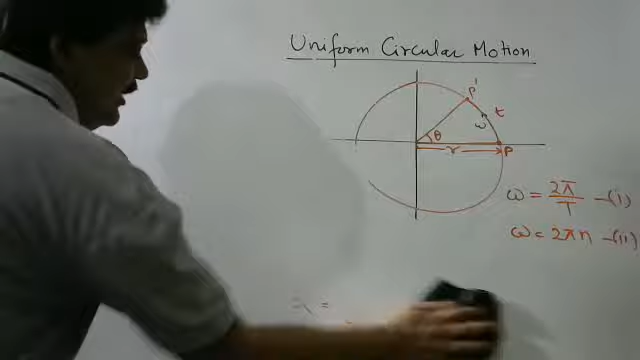 Uniform Circular Motion
P'
t
ω
θ
r
P
ω = 2π/T —(I)
ω = 2πn —(II)